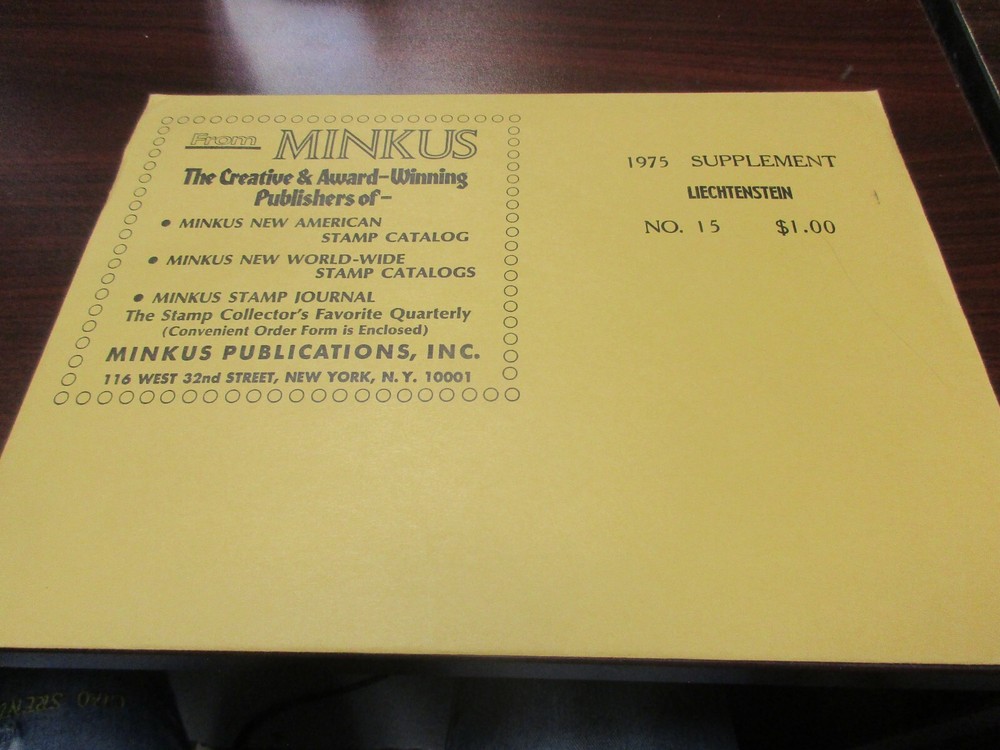 From MINKUS
The Creative & Award-Winning
Publishers of-
• MINKUS NEW AMERICAN
STAMP CATALOG
• MINKUS NEW WORLD-WIDE
STAMP CATALOGS
• MINKUS STAMP JOURNAL
The Stamp Collector's Favorite Quarterly
(Convenient Order Form is Enclosed)
MINKUS PUBLICATIONS, INC.
116 WEST 32nd STREET, NEW YORK, N.Y. 10001
1975 SUPPLEMENT
LIECHTENSTEIN
NO. 15 $1.00